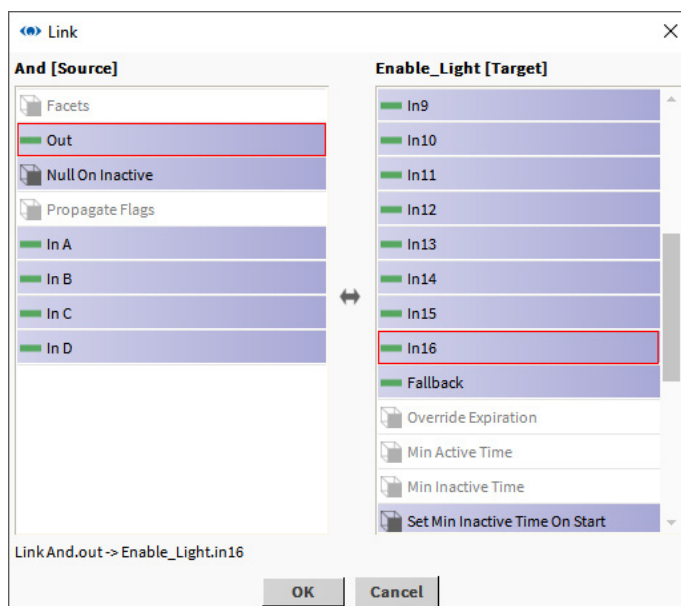 Link
And [Source]
Facets
Out
Null On Inactive
Propagate Flags
In A
In B
In C
In D
Enable_Light [Target]
In9
In10
In11
In12
In13
In14
In15
In16
Fallback
Override Expiration
Min Active Time
Min Inactive Time
Set Min Inactive Time On Start
Link And.out -> Enable_Light.in16
OK
Cancel